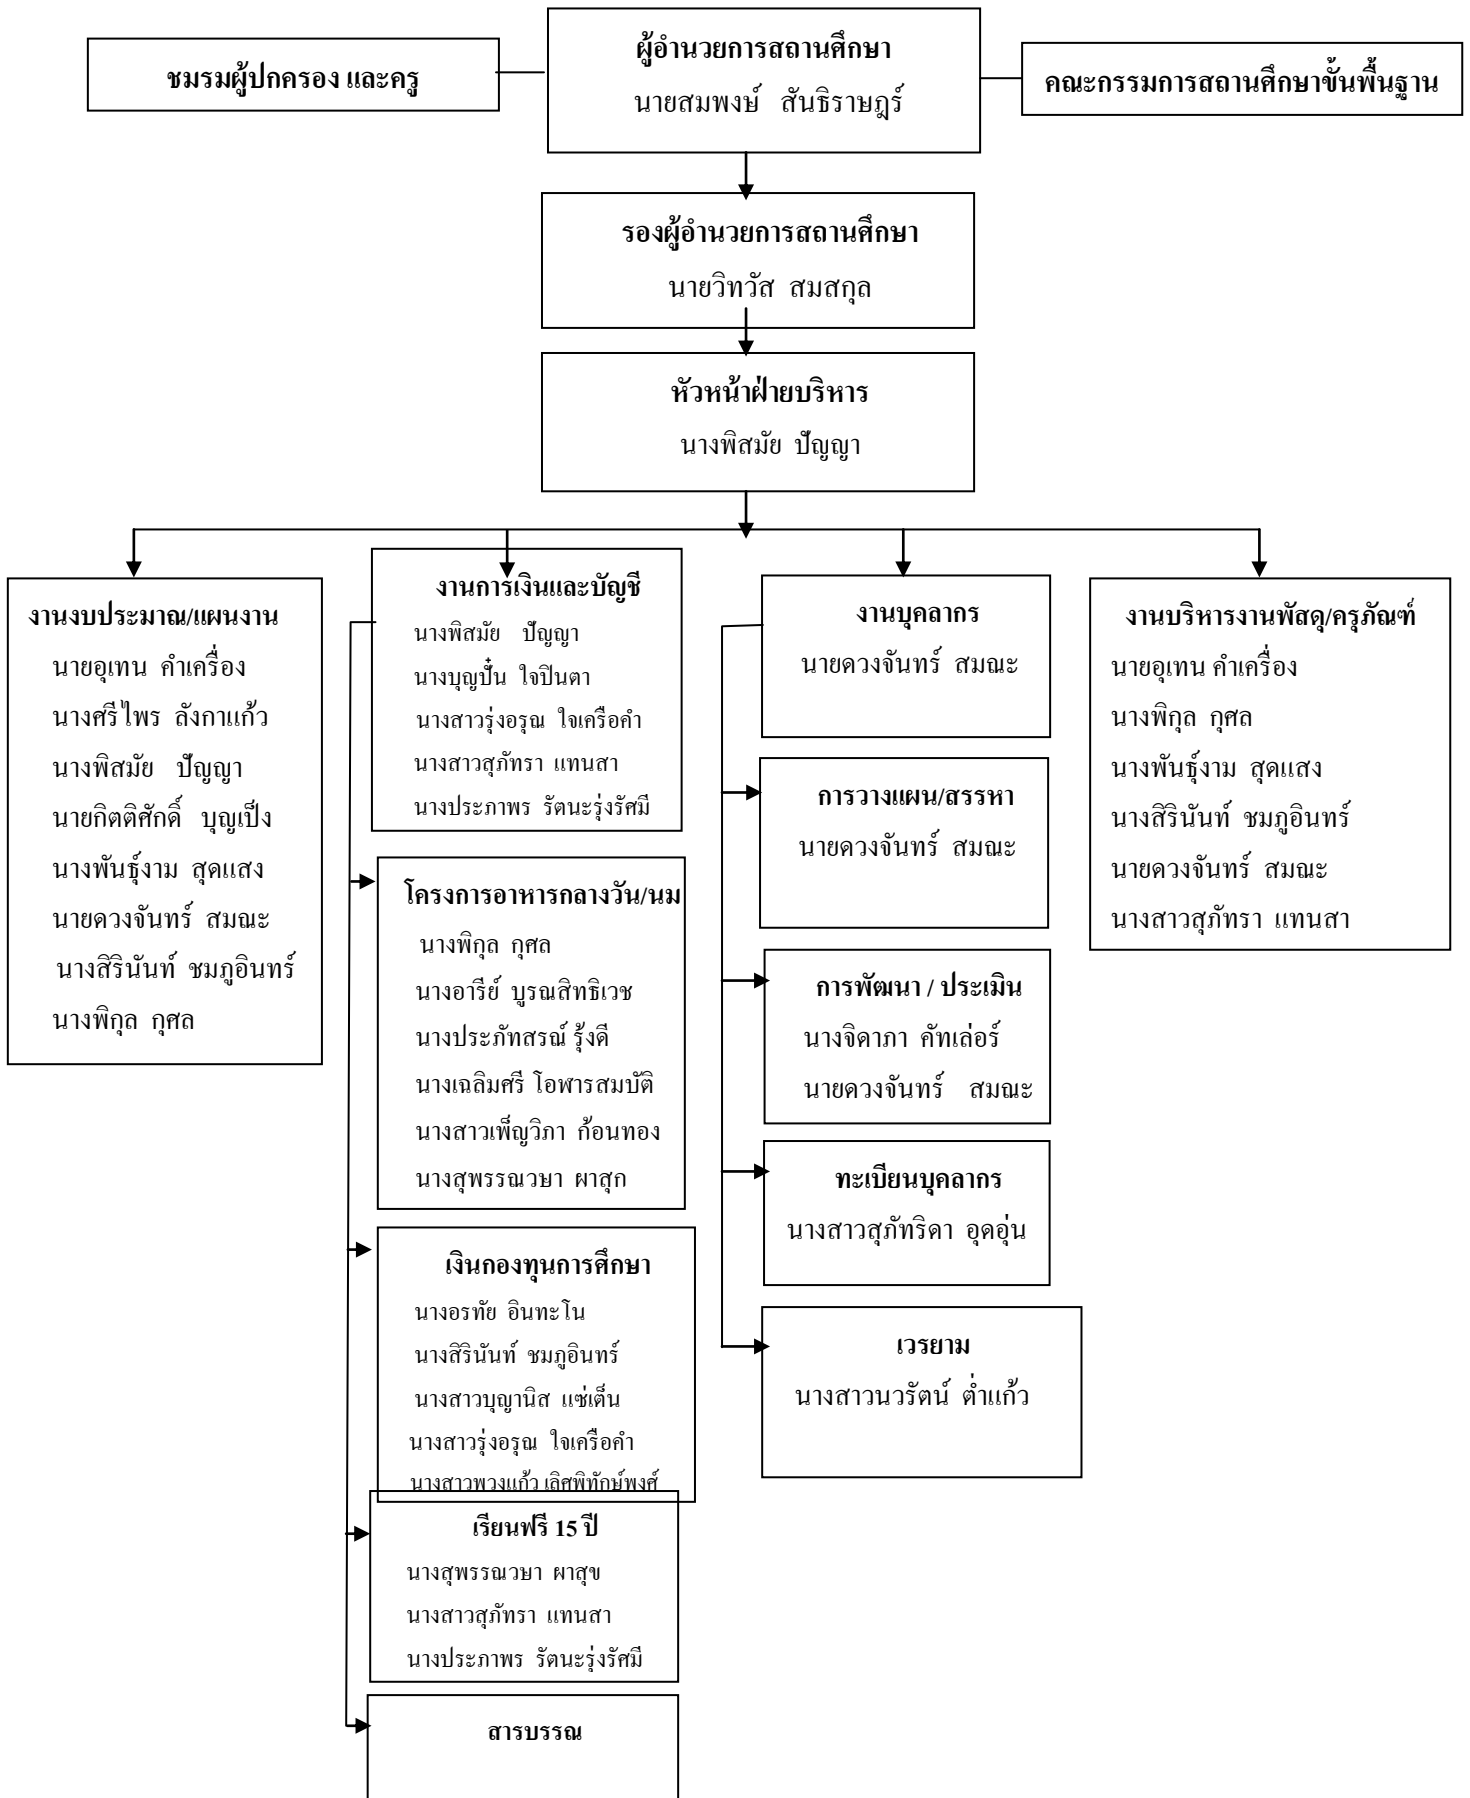 ชมรมผู้ปกครอง และครู
ผู้อำนวยการสถานศึกษา
นายสมพงษ์ สันธิราษฎร์
คณะกรรมการสถานศึกษาขั้นพื้นฐาน
รองผู้อำนวยการสถานศึกษา
นายวิทวัส สมสกุล
หัวหน้าฝ่ายบริหาร
นางพิสมัย ปัญญา
งานงบประมาณ/แผนงาน
นายอุเทน คำเครื่อง
นางศรีไพร ลังกาแก้ว
นางพิสมัย ปัญญา
นายกิตติศักดิ์ บุญเป็ง
นางพันธุ์งาม สุดแสง
นายดวงจันทร์ สมณะ
นางสิรินันท์ ชมภูอินทร์
นางพิกุล กุศล
งานการเงินและบัญชี
นางพิสมัย ปัญญา
นางบุญปั๋น ใจปินตา
นางสาวรุ่งอรุณ ใจเครือคำ
นางสาวสุภัทรา แทนสา
นางประภาพร รัตนะรุ่งรัศมี
โครงการอาหารกลางวัน/นม
นางพิกุล กุศล
นางอารีย์ บูรณสิทธิเวช
นางประภัทสรณ์ รุ้งดี
นางเฉลิมศรี โอฬารสมบัติ
นางสาวเพ็ญวิภา ก้อนทอง
นางสุพรรณวษา ผาสุก
เงินกองทุนการศึกษา
นางอรทัย อินทะโน
นางสิรินันท์ ชมภูอินทร์
นางสาวบุญานิส แซ่เต็น
นางสาวรุ่งอรุณ ใจเครือคำ
นางสาวพวงแก้ว เลิศพิทักษ์พงศ์
เรียนฟรี 15 ปี
นางสุพรรณวษา ผาสุข
นางสาวสุภัทรา แทนสา
นางประภาพร รัตนะรุ่งรัศมี
สารบรรณ
งานบุคลากร
นายดวงจันทร์ สมณะ
การวางแผน/สรรหา
นายดวงจันทร์ สมณะ
การพัฒนา / ประเมิน
นางจิดาภา คัทเล่อร์
นายดวงจันทร์ สมณะ
ทะเบียนบุคลากร
นางสาวสุภัทริดา อุดอุ่น
เวรยาม
นางสาวนวรัตน์ ต่ำแก้ว
งานบริหารงานพัสดุ/ครุภัณฑ์
นายอุเทน คำเครื่อง
นางพิกุล กุศล
นางพันธุ์งาม สุดแสง
นางสิรินันท์ ชมภูอินทร์
นายดวงจันทร์ สมณะ
นางสาวสุภัทรา แทนสา